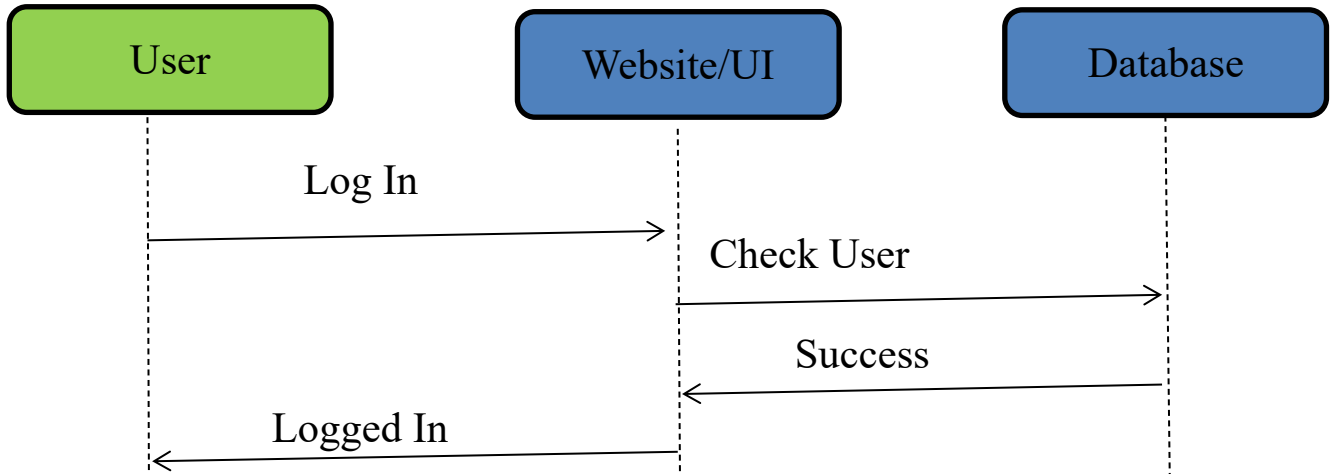 User
Website/UI
Database
Log In
Check User
Success
Logged In